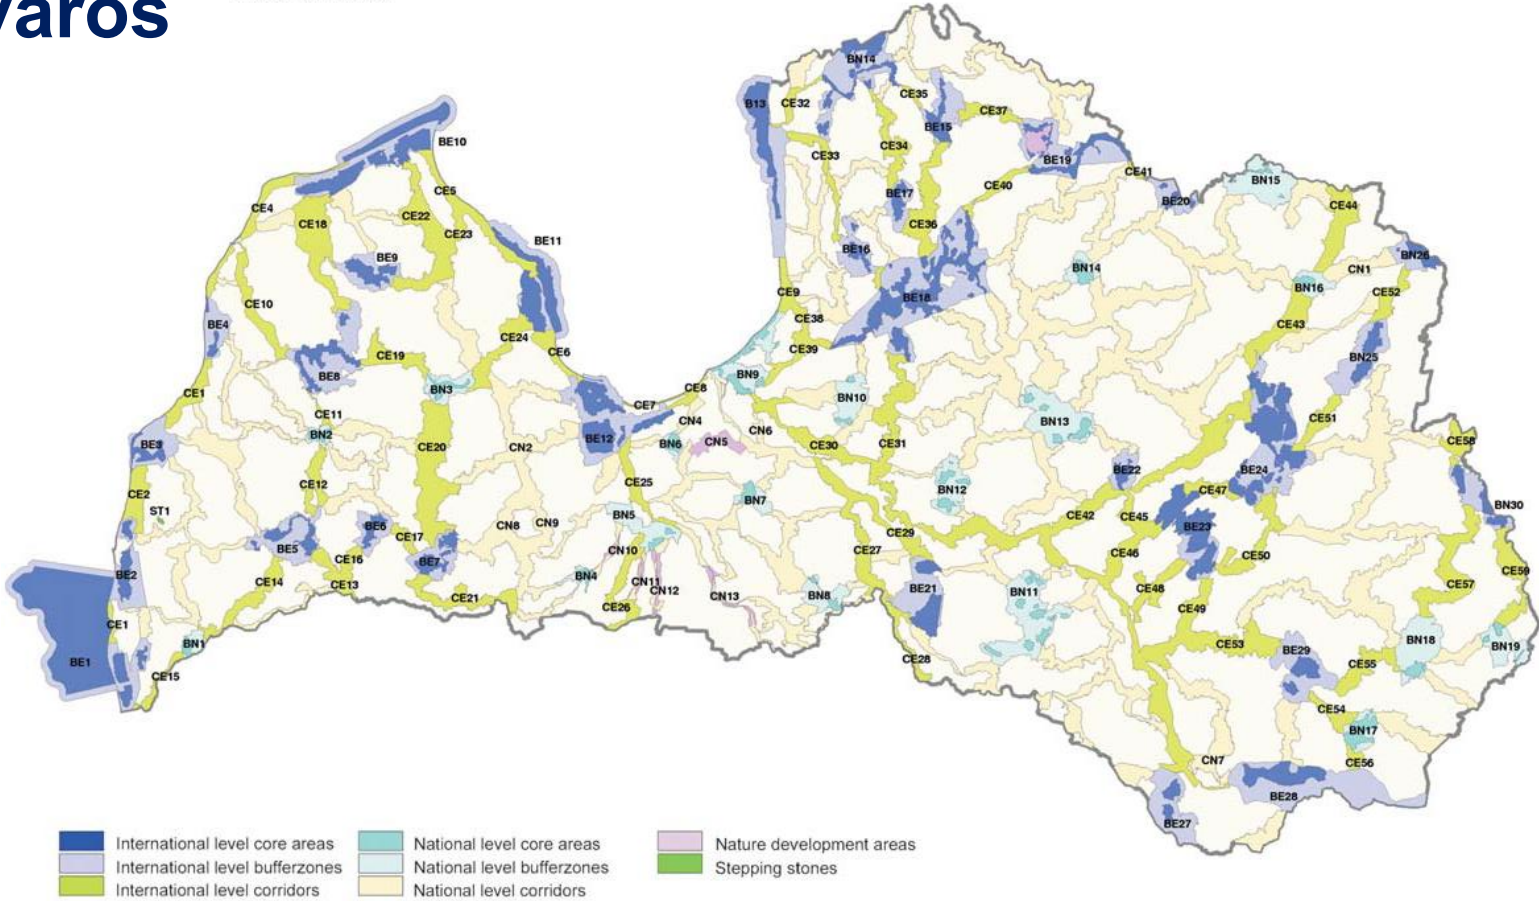 BN14
B13
CE32
CE35
CE37
BE15
BE10
CE34
CE33
BE19
CE41
CE5
CE40
BN15
BE17
BE20
CE4
CE18
CE22
CE36
CE44
CE23
BE11
BE16
BE9
BN26
BN14
CN1
BN16
CE9
CE52
CE10
BE18
BE4
CE38
CE43
CE24
CE6
CE39
CE19
BN25
BE8
BN9
BN3
CE8
CE1
BN10
CE7
CE11
CN4
CE51
BN13
BN2
CN6
BE12
BN6
CN5
BE3
CE20
CN2
CE30
CE31
CE58
BE22
BE24
CE12
CE25
CE2
BN12
CE47
BN7
BN30
ST1
BN5
CE42
CE45
BE6
CN8
CN9
BE23
CE17
CE29
BE5
CN10
CE27
CE46
CE50
CE16
BE7
BE2
BN4
CE59
CE14
CE13
CN11
CN12
CN13
BN8
BE21
BN11
CE48
CE57
CE21
CE26
CE49
CE1
BN1
CE53
BN18
BN19
BE1
CE28
BE29
CE55
CE15
CE54
BN17
CN7
CE56
BE28
BE27
International level core areas
International level bufferzones
International level corridors
National level core areas
National level bufferzones
National level corridors
Nature development areas
Stepping stones